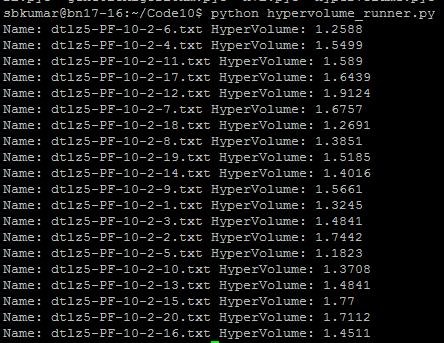 sbkumar@bn17-16:~/Code10$ python hypervolume_runner.py
Name: dtlz5-PF-10-2-6.txt HyperVolume: 1.2588
Name: dtlz5-PF-10-2-4.txt HyperVolume: 1.5499
Name: dtlz5-PF-10-2-11.txt HyperVolume: 1.589
Name: dtlz5-PF-10-2-17.txt HyperVolume: 1.6439
Name: dtlz5-PF-10-2-12.txt HyperVolume: 1.9124
Name: dtlz5-PF-10-2-7.txt HyperVolume: 1.6757
Name: dtlz5-PF-10-2-18.txt HyperVolume: 1.2691
Name: dtlz5-PF-10-2-8.txt HyperVolume: 1.3851
Name: dtlz5-PF-10-2-19.txt HyperVolume: 1.5185
Name: dtlz5-PF-10-2-14.txt HyperVolume: 1.4016
Name: dtlz5-PF-10-2-9.txt HyperVolume: 1.5661
Name: dtlz5-PF-10-2-1.txt HyperVolume: 1.3245
Name: dtlz5-PF-10-2-3.txt HyperVolume: 1.4841
Name: dtlz5-PF-10-2-2.txt HyperVolume: 1.7442
Name: dtlz5-PF-10-2-5.txt HyperVolume: 1.1823
Name: dtlz5-PF-10-2-10.txt HyperVolume: 1.3708
Name: dtlz5-PF-10-2-13.txt HyperVolume: 1.4841
Name: dtlz5-PF-10-2-15.txt HyperVolume: 1.77
Name: dtlz5-PF-10-2-20.txt HyperVolume: 1.7112
Name: dtlz5-PF-10-2-16.txt HyperVolume: 1.4511